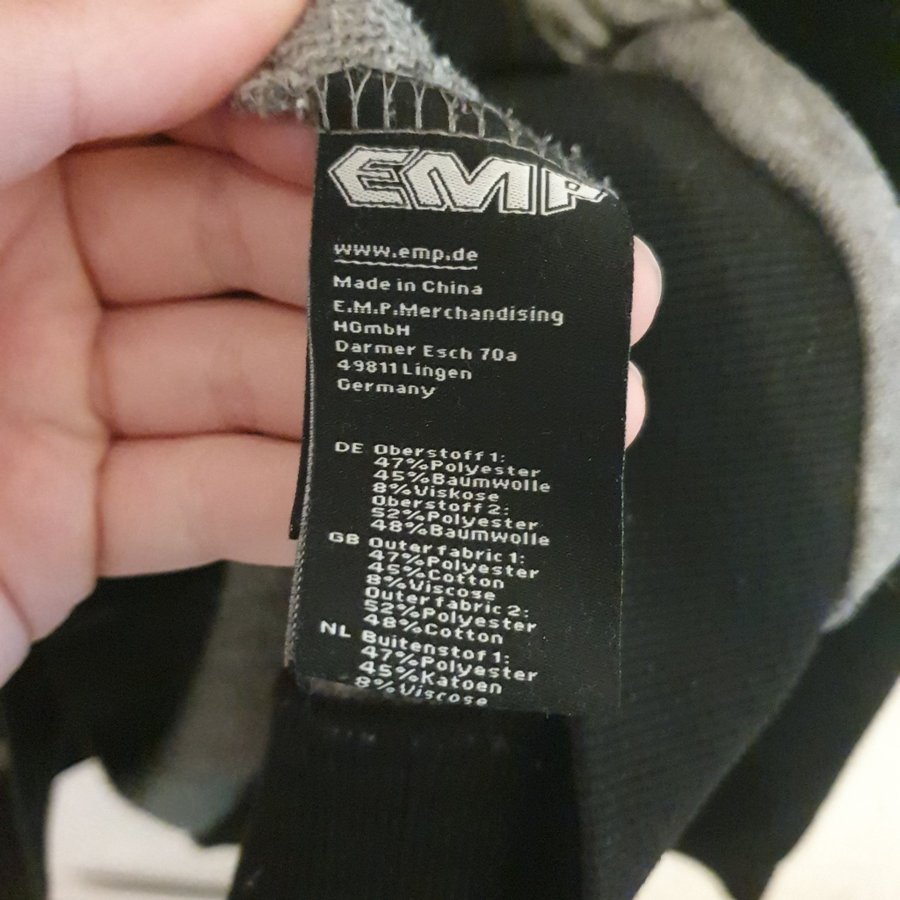 EMP
www.emp.de
Made in China
E.M.P.Merchandising
HGmbH
Darmer Esch 70a
49811 Lingen
Germany
DE Oberstoff 1:
47%Polyester
45%Baumwolle
8%Viskose
Oberstoff 2:
52%Polyester
48%Baumwolle
GB Outer fabric 1:
47%Polyester
45%Cotton
8%Viscose
Outer fabric 2:
52%Polyester
48%Cotton
NL Buitenstof 1:
47%Polyester
45%Katoen
8%Viscose